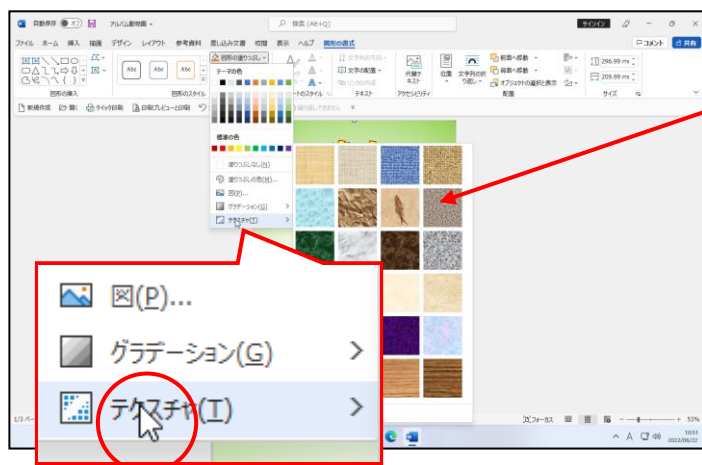 自動保存 オフ アルバム動物園 検索 (Alt+Q) サインイン
ファイル ホーム 挿入 描画 デザイン レイアウト 参考資料 差し込み文書 校閲 表示 ヘルプ 図形の書式 コメント 共有
図形の塗りつぶし
Abc Abc Abc
テーマの色
文字列の方向
文字の配置
代替テキスト
位置 文字列の折り返し
前面へ移動
背面へ移動
オブジェクトの選択と表示
296.99 mm
209.99 mm
図形の挿入 図形のスタイル テキスト アクセシビリティ 配置 サイズ
新規作成 開く クイック印刷 印刷プレビューと印刷
標準の色
塗りつぶしなし(N)
塗りつぶしの色(M)...
図(P)...
グラデーション(G)
テクスチャ(T)
図(P)...
グラデーション(G)
テクスチャ(T)
フォーカス 53%
A 10:51
2022/06/22